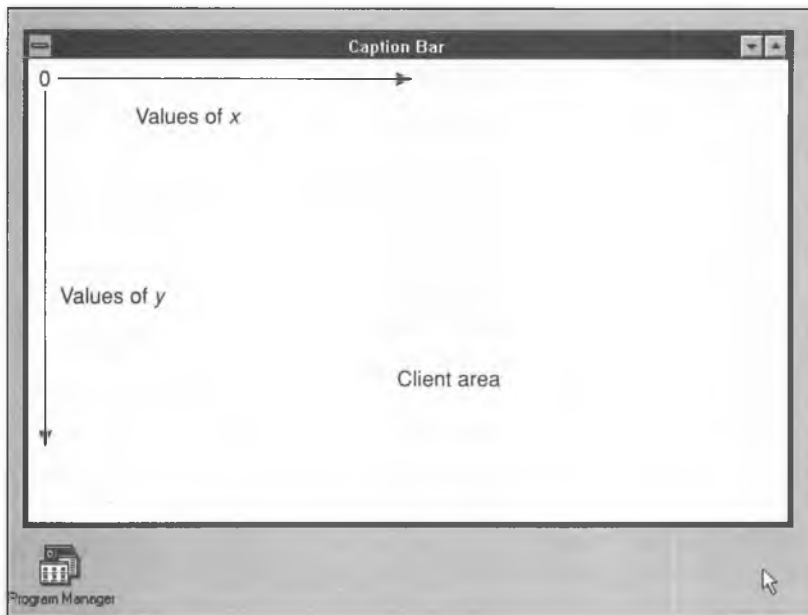 Caption Bar
0
Values of x
Values of y
Client area
Program Manager